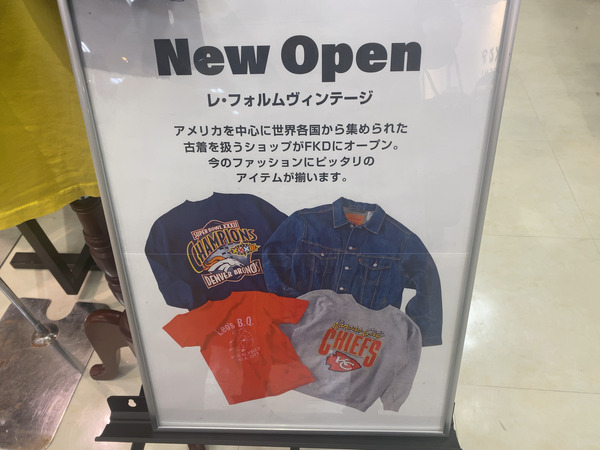 New Open
レ・フォルムヴィンテージ
アメリカを中心に世界各国から集められた
古着を扱うショップがFKDにオープン。
今のファッションにピッタリの
アイテムが揃います。
SUPER BOWL XXXII
CHAMPIONS
DENVER BRONCOS
B.Q.
CHIEFS
KC